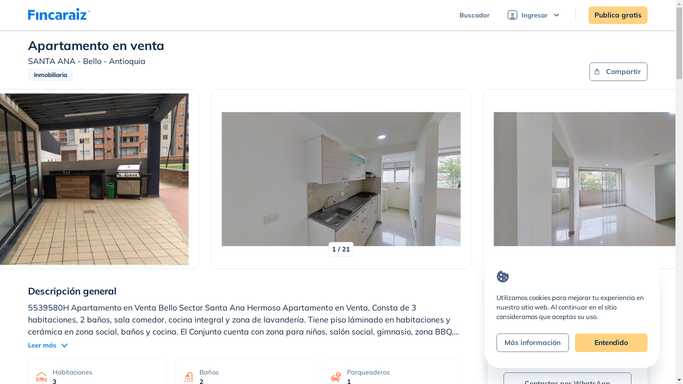 Fincaraiz
Buscador
Ingresar
Publica gratis
Apartamento en venta
SANTA ANA - Bello - Antioquia
Inmobiliaria
Compartir
1 / 21
Descripción general
5539580H Apartamento en Venta Bello Sector Santa Ana Hermoso Apartamento en Venta, Consta de 3
habitaciones, 2 baños, sala comedor, cocina integral y zona de lavandería. Tiene piso láminado en habitaciones y
cerámica en zona social, baños y cocina. El Conjunto cuenta con zona para niños, salón social, gimnasio, zona BBQ,...
Leer más
Habitaciones
3
Baños
2
Parqueaderos
1
Utilizamos cookies para mejorar tu experiencia en
nuestro sitio web. Al continuar en el sitio
consideramos que aceptas su uso.
Más información
Entendido
Contactar por WhatsApp